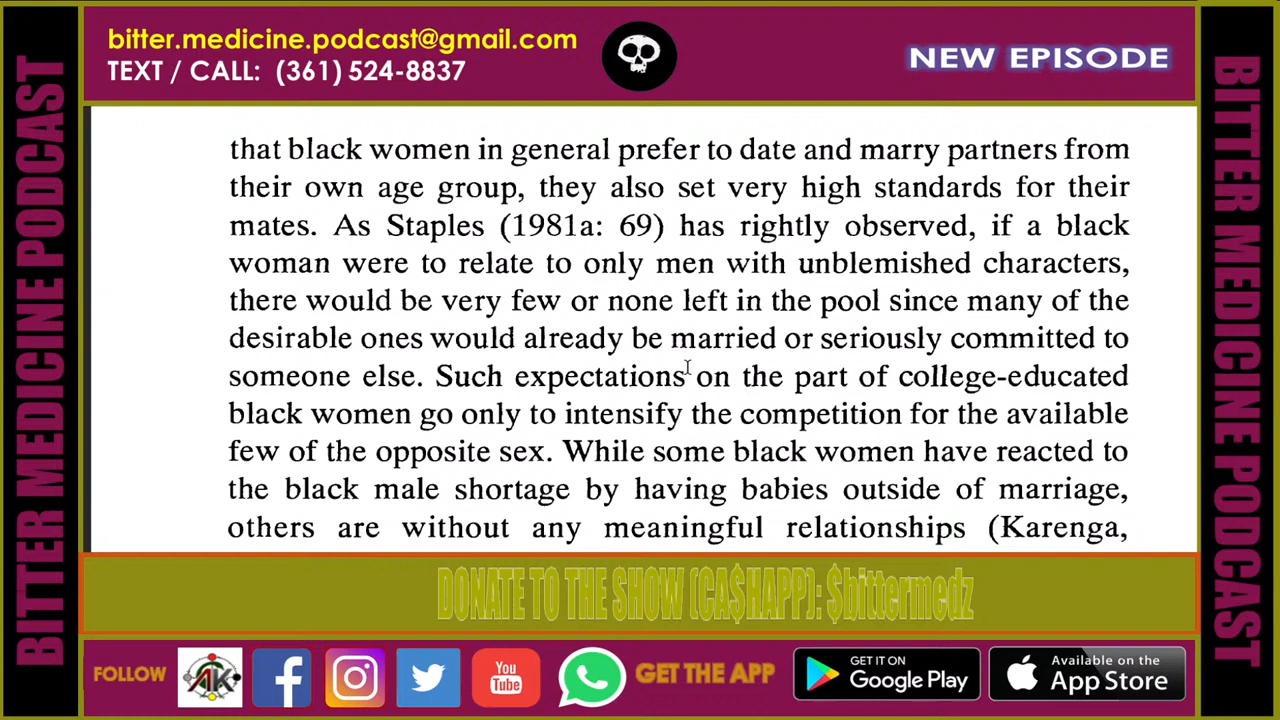 bitter.medicine.podcast@gmail.com
TEXT / CALL: (361) 524-8837
NEW EPISODE
BITTER MEDICINE PODCAST
that black women in general prefer to date and marry partners from
their own age group, they also set very high standards for their
mates. As Staples (1981a: 69) has rightly observed, if a black
woman were to relate to only men with unblemished characters,
there would be very few or none left in the pool since many of the
desirable ones would already be married or seriously committed to
someone else. Such expectations on the part of college-educated
black women go only to intensify the competition for the available
few of the opposite sex. While some black women have reacted to
the black male shortage by having babies outside of marriage,
others are without any meaningful relationships (Karenga,
BITTER MEDICINE PODCAST
DONATE TO THE SHOW (CA$HAPP): $bittermedz
FOLLOW
You
Tube
GET THE APP
GET IT ON
Google Play
Available on the
App Store